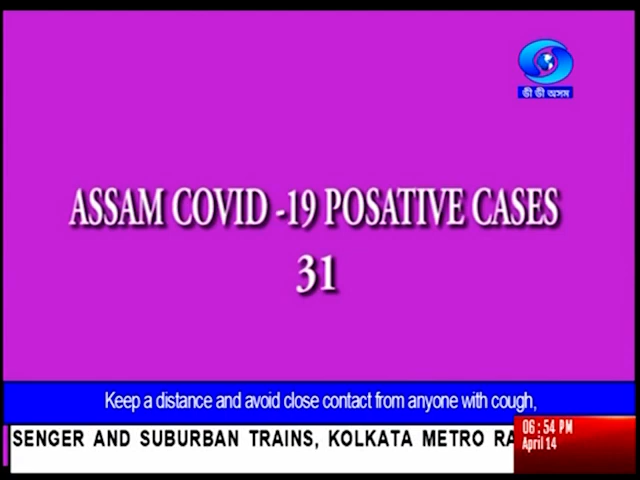 ডী ডী অসম
ASSAM COVID -19 POSATIVE CASES
31
Keep a distance and avoid close contact from anyone with cough,
SENGER AND SUBURBAN TRAINS, KOLKATA METRO RA
06:54 PM
April 14